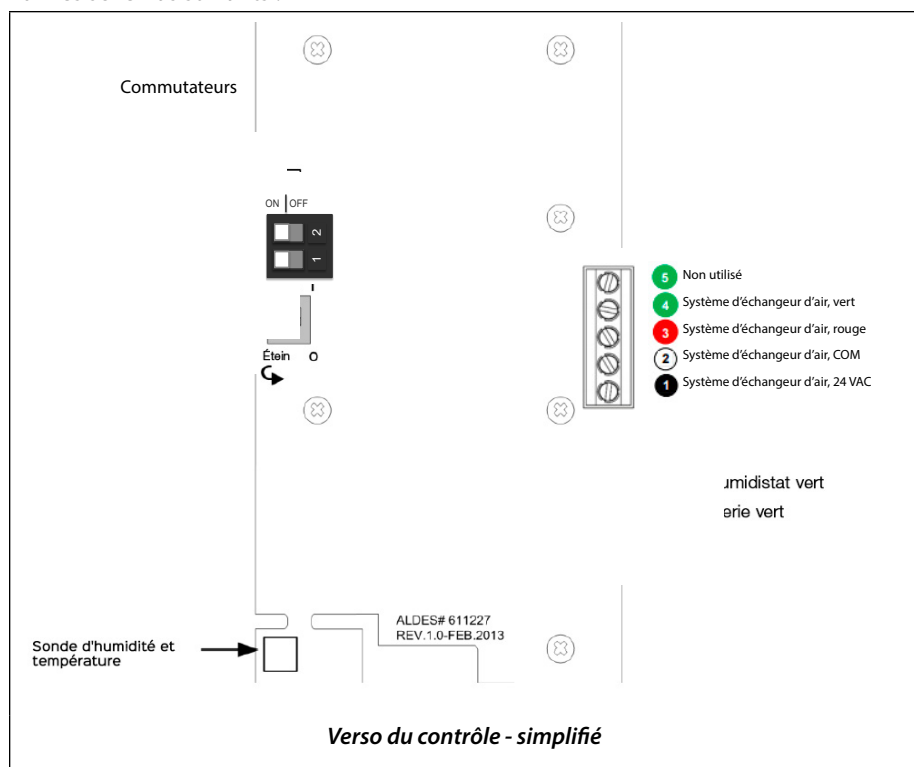 Commutateurs
ON | OFF
2
1
Étein O
5 Non utilisé
4 Système d'échangeur d'air, vert
3 Système d'échangeur d'air, rouge
2 Système d'échangeur d'air, COM
1 Système d'échangeur d'air, 24 VAC
umidistat vert
erie vert
ALDES# 611227
REV.1.0-FEB.2013
Sonde d'humidité et
température
Verso du contrôle - simplifié